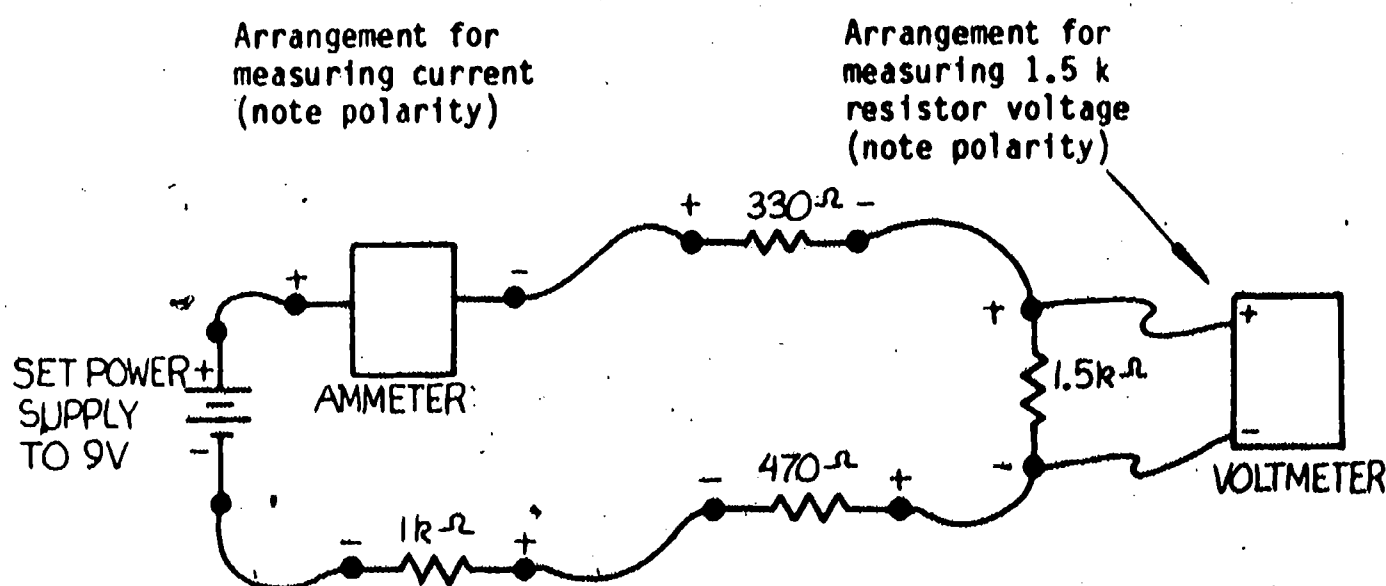 Arrangement for
measuring current
(note polarity)
Arrangement for
measuring 1.5 k
resistor voltage
(note polarity)
+ 330Ω -
+ -
+
+
-
1.5kΩ
SET POWER +
SUPPLY
TO 9V -
AMMETER
- 470Ω +
-
VOLTMETER
- 1kΩ +